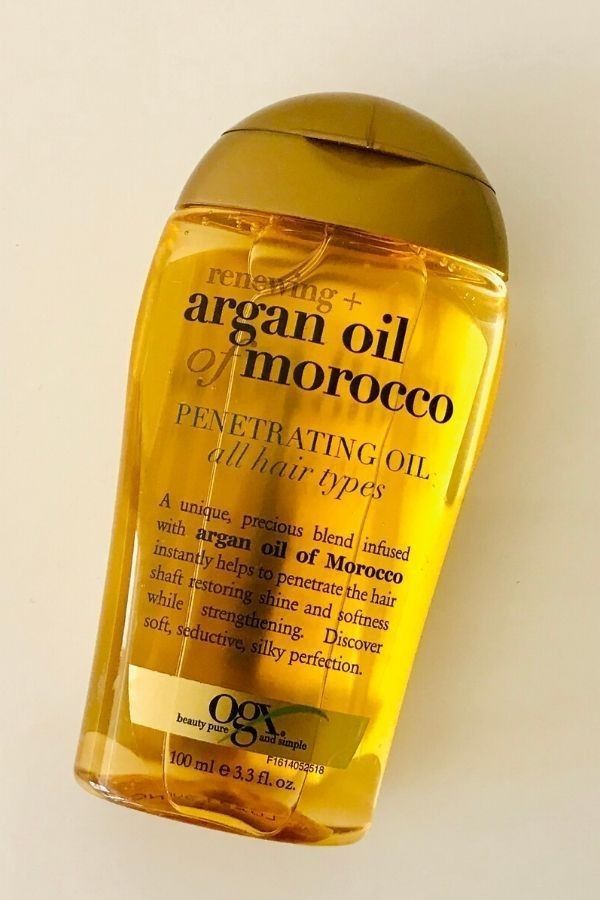 renewing +
argan oil
of morocco
PENETRATING OIL
all hair types
A unique, precious blend infused
with argan oil of Morocco
instantly helps to penetrate the hair
shaft restoring shine and softness
while strengthening. Discover
soft, seductive, silky perfection.
ogx®
beauty pure and simple
F1614052518
100 ml ℮ 3.3 fl. oz.